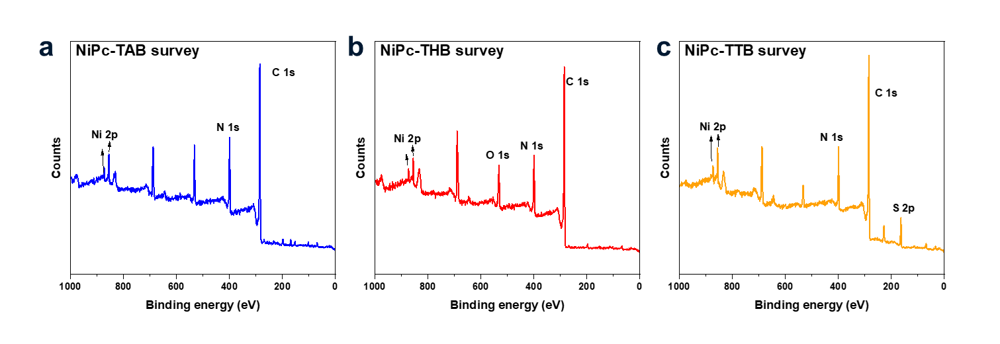 a
NiPc-TAB survey
C 1s
N 1s
Ni 2p
Counts
1000 800 600 400 200 0
Binding energy (eV)
b
NiPc-THB survey
C 1s
N 1s
O 1s
Ni 2p
Counts
1000 800 600 400 200 0
Binding energy (eV)
c
NiPc-TTB survey
C 1s
N 1s
Ni 2p
S 2p
Counts
1000 800 600 400 200 0
Binding energy (eV)